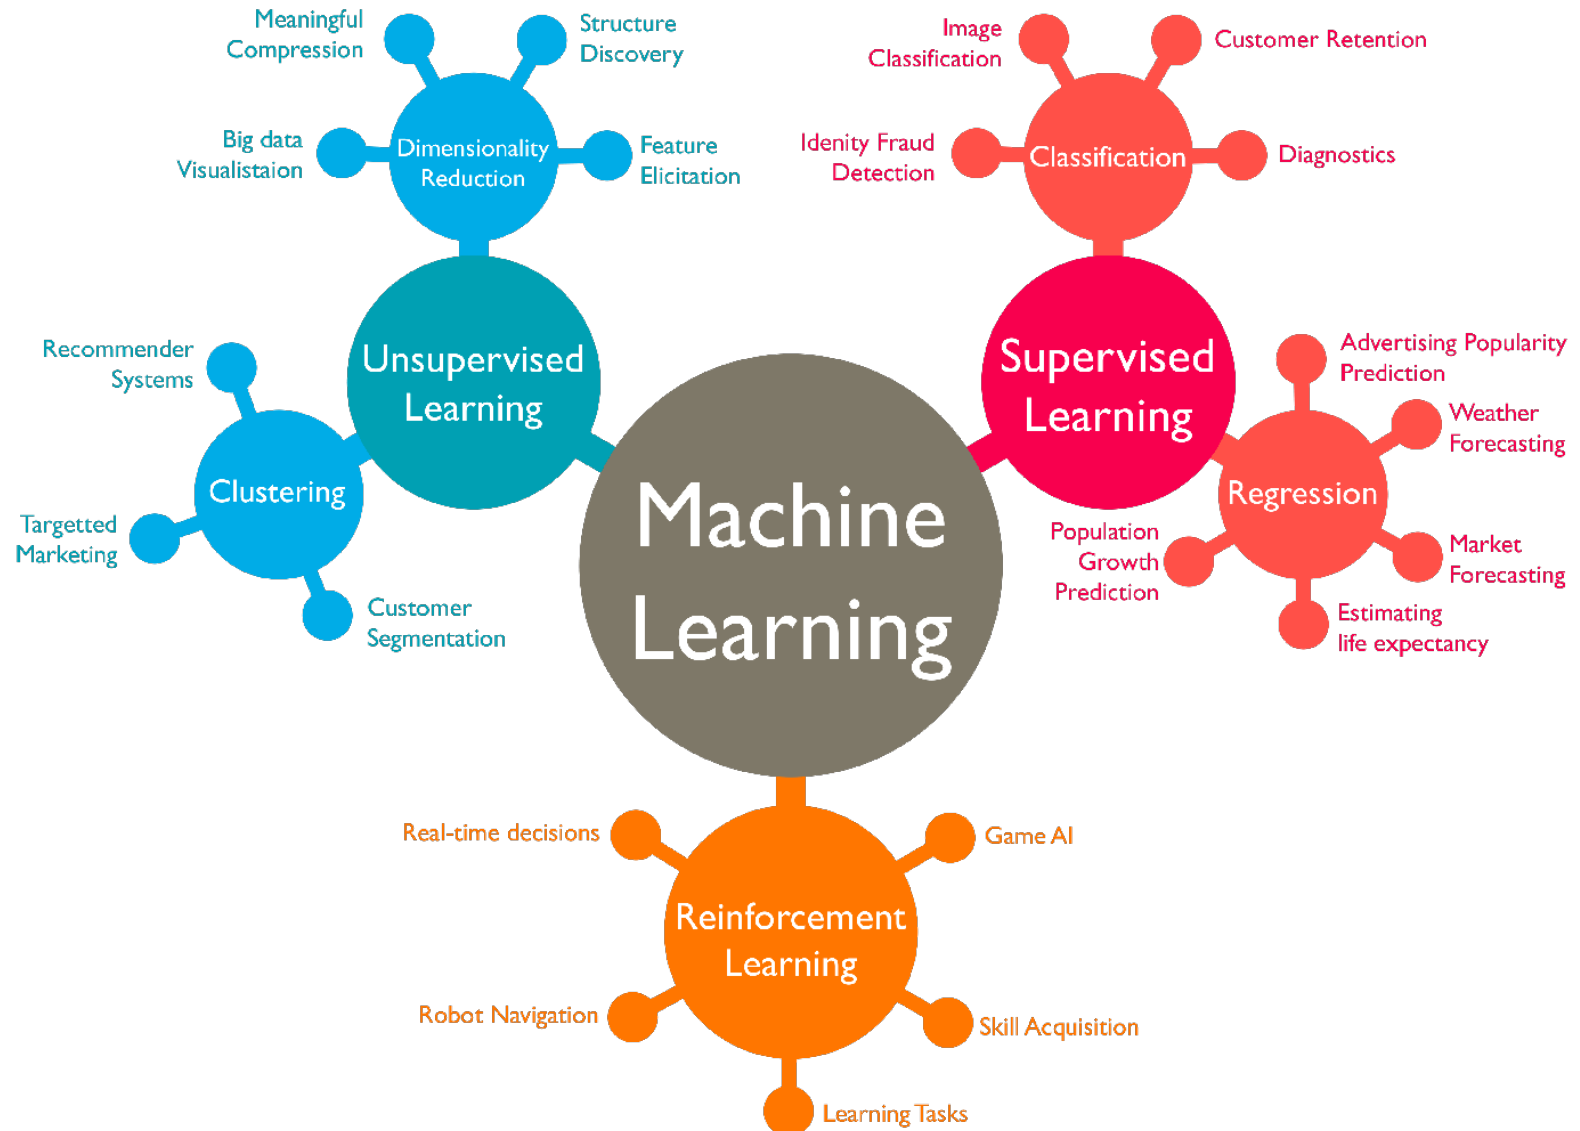 Meaningful
Compression
Structure
Discovery
Big data
Visualistaion
Dimensionality
Reduction
Feature
Elicitation
Image
Classification
Customer Retention
Idenity Fraud
Detection
Classification
Diagnostics
Recommender
Systems
Unsupervised
Learning
Clustering
Targetted
Marketing
Customer
Segmentation
Machine
Learning
Supervised
Learning
Advertising Popularity
Prediction
Weather
Forecasting
Regression
Population
Growth
Prediction
Market
Forecasting
Estimating
life expectancy
Real-time decisions
Game AI
Reinforcement
Learning
Robot Navigation
Skill Acquisition
Learning Tasks